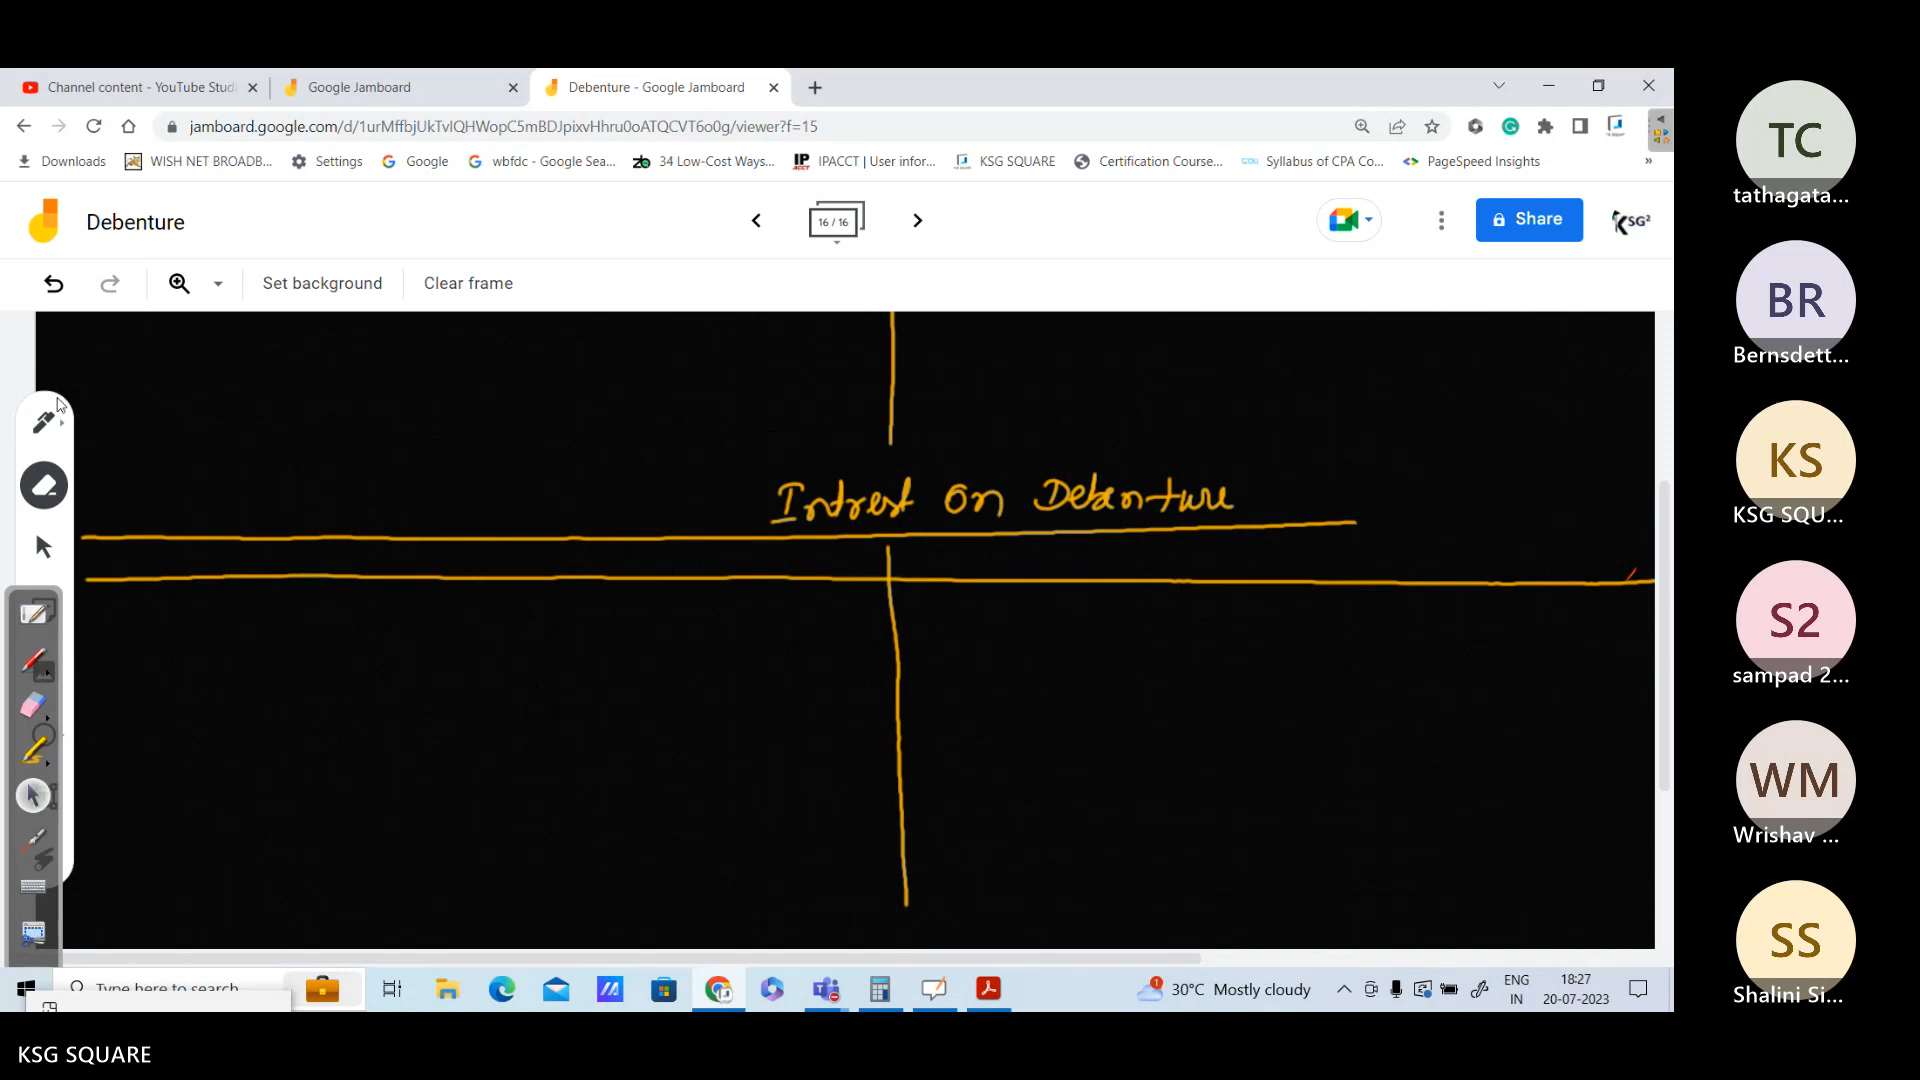 Channel content - YouTube Stud
Google Jamboard
Debenture - Google Jamboard
jamboard.google.com/d/1urMffbjUkTvIQHWopC5mBDJpixvHhru0oATQCVT6o0g/viewer?f=15
Downloads
WISH NET BROADB...
Settings
Google
wbfdc - Google Sea...
34 Low-Cost Ways...
IPACCT | User infor...
KSG SQUARE
Certification Course...
Syllabus of CPA Co...
PageSpeed Insights
»
Debenture
16 / 16
Share
KSG²
Set background
Clear frame
Intrest On Debenture
TC
tathagata...
BR
Bernsdett...
KS
KSG SQU...
S2
sampad 2...
WM
Wrishav ...
SS
Shalini Si...
Type here to search
1
30°C Mostly cloudy
ENG
IN
18:27
20-07-2023
KSG SQUARE